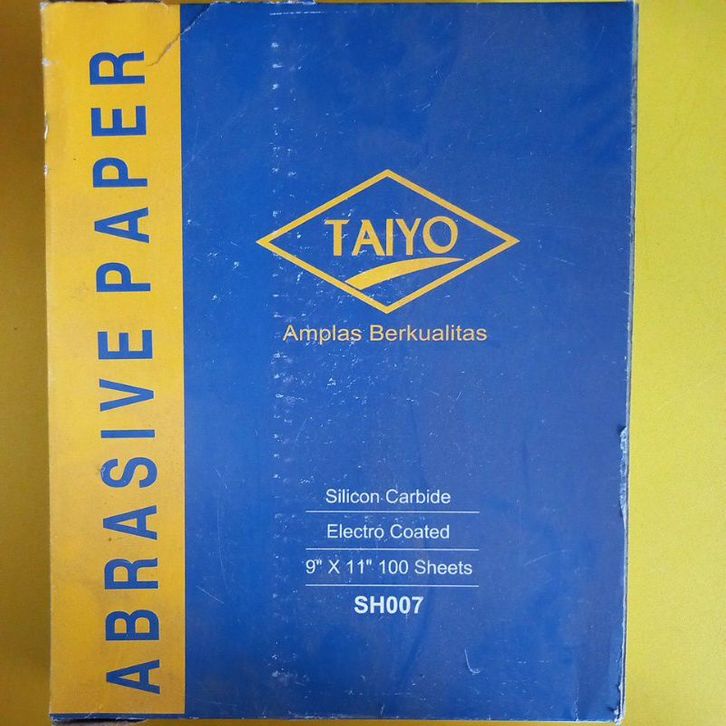 ABRASIVE PAPER
TAIYO
Amplas Berkualitas
Silicon Carbide
Electro Coated
9" X 11" 100 Sheets
SH007